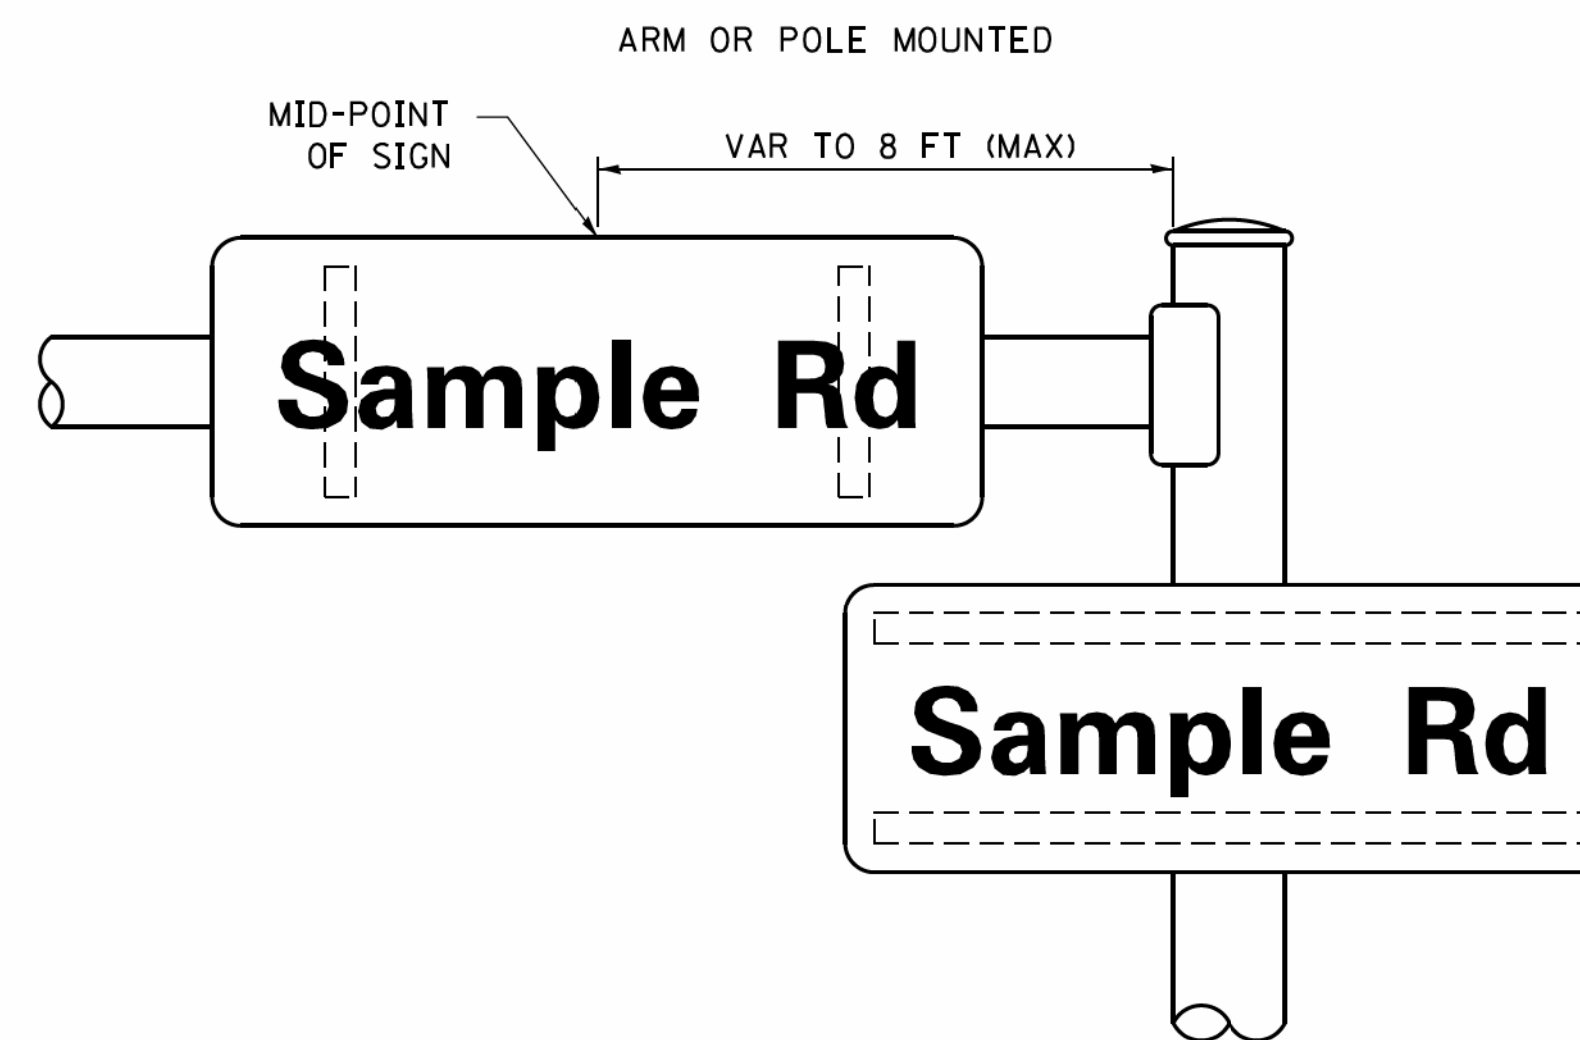 ARM OR POLE MOUNTED
MID-POINT
OF SIGN
VAR TO 8 FT (MAX)
Sample Rd
Sample Rd